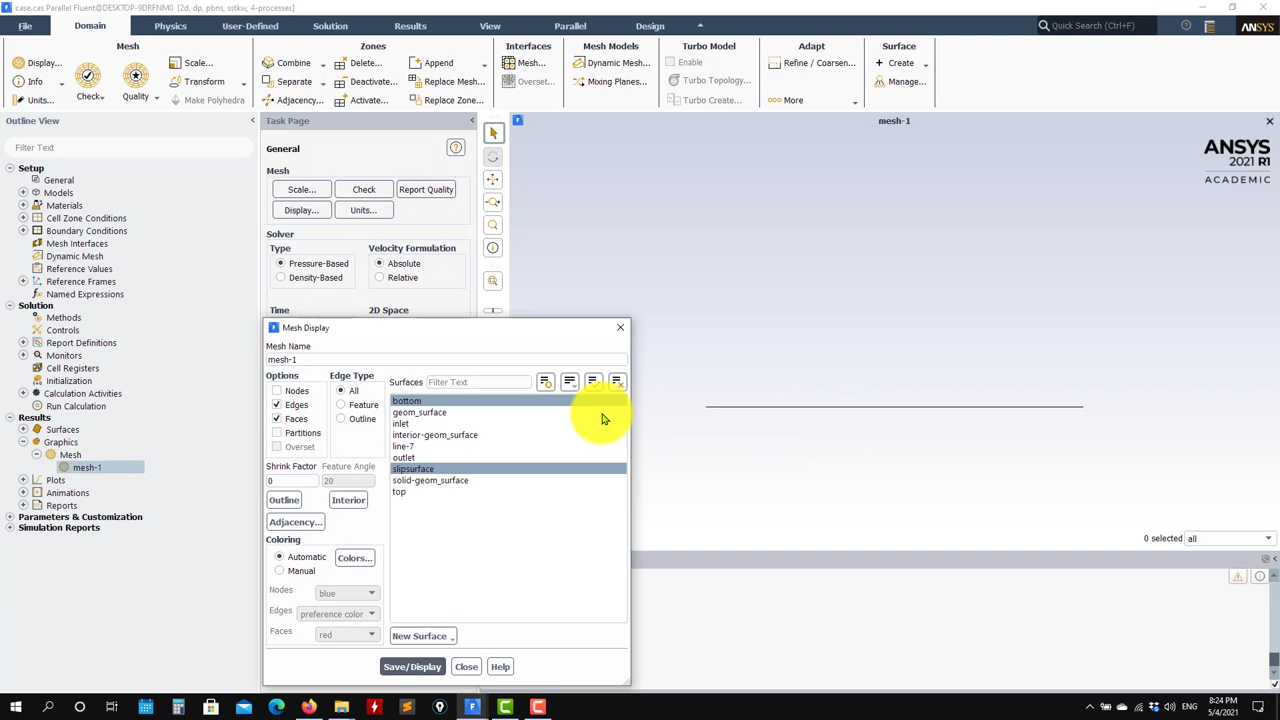 case.cas Parallel Fluent@DESKTOP-9DRFNM0 [2d, dp, pbns, sstkw, 4-processes]
File Domain Physics User-Defined Solution Results View Parallel Design Quick Search (Ctrl+F) ANSYS
Mesh Zones Interfaces Mesh Models Turbo Model Adapt Surface
Display... Scale... Combine Delete... Append Mesh... Dynamic Mesh... Enable Refine / Coarsen... Create
Info Check Quality Transform Separate Deactivate... Replace Mesh... Overset... Mixing Planes... Turbo Topology... Manage...
Units... Make Polyhedra Adjacency... Activate... Replace Zone... Turbo Create... More
Outline View
Filter Text
Setup
General
Models
Materials
Cell Zone Conditions
Boundary Conditions
Mesh Interfaces
Dynamic Mesh
Reference Values
Reference Frames
Named Expressions
Solution
Methods
Controls
Report Definitions
Monitors
Cell Registers
Initialization
Calculation Activities
Run Calculation
Results
Surfaces
Graphics
Mesh
mesh-1
Plots
Animations
Reports
Parameters & Customization
Simulation Reports
Task Page
General
Mesh
Scale... Check Report Quality
Display... Units...
Solver
Type Velocity Formulation
Pressure-Based Absolute
Density-Based Relative
Time 2D Space
Mesh Display
Mesh Name
mesh-1
Options Edge Type Surfaces Filter Text
Nodes All
Edges Feature
Faces Outline
Partitions
Overset
Shrink Factor Feature Angle
0 20
Outline Interior
Adjacency...
Coloring
Automatic Colors...
Manual
Nodes blue
Edges preference color
Faces red
bottom
geom_surface
inlet
interior-geom_surface
line-7
outlet
slipsurface
solid-geom_surface
top
New Surface
Save/Display Close Help
mesh-1
ANSYS
2021 R1
ACADEMIC
0 selected all
ENG 8:24 PM
5/4/2021